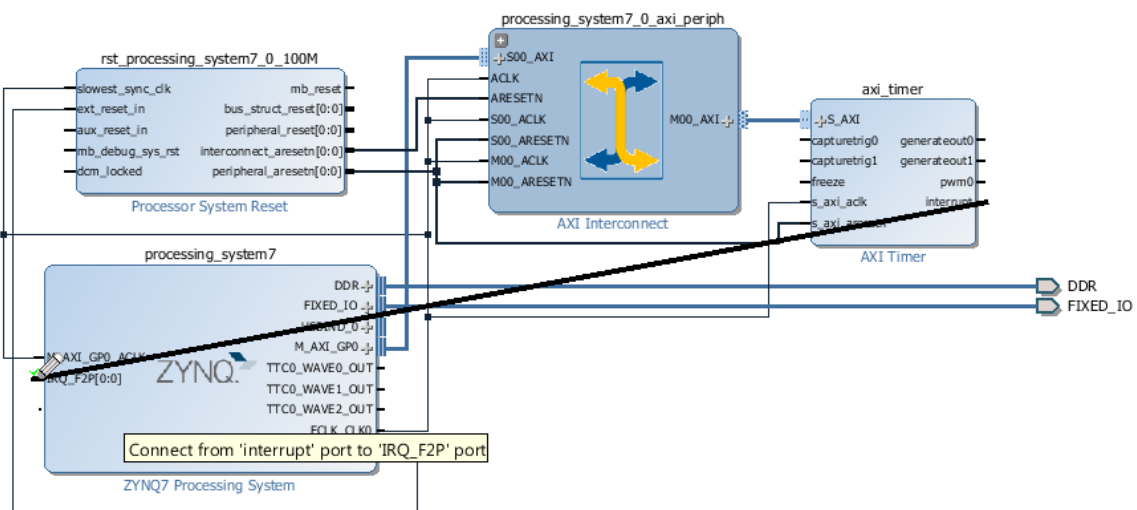 processing_system7_0_axi_periph
rst_processing_system7_0_100M
S00_AXI
ACLK
ARESETN
S00_ACLK
S00_ARESETN
M00_ACLK
M00_ARESETN
M00_AXI
AXI Interconnect
slowest_sync_clk
ext_reset_in
aux_reset_in
mb_debug_sys_rst
dcm_locked
mb_reset
bus_struct_reset[0:0]
peripheral_reset[0:0]
interconnect_aresetn[0:0]
peripheral_aresetn[0:0]
Processor System Reset
axi_timer
S_AXI
capturetrig0
capturetrig1
freeze
s_axi_aclk
generateout0
generateout1
pwm0
interrupt
AXI Timer
processing_system7
DDR
FIXED_IO
M_AXI_GP0
TTC0_WAVE0_OUT
TTC0_WAVE1_OUT
TTC0_WAVE2_OUT
FCLK_CLK0
M_AXI_GP0_ACLK
IRQ_F2P[0:0]
ZYNQ
DDR
FIXED_IO
Connect from 'interrupt' port to 'IRQ_F2P' port
ZYNQ7 Processing System